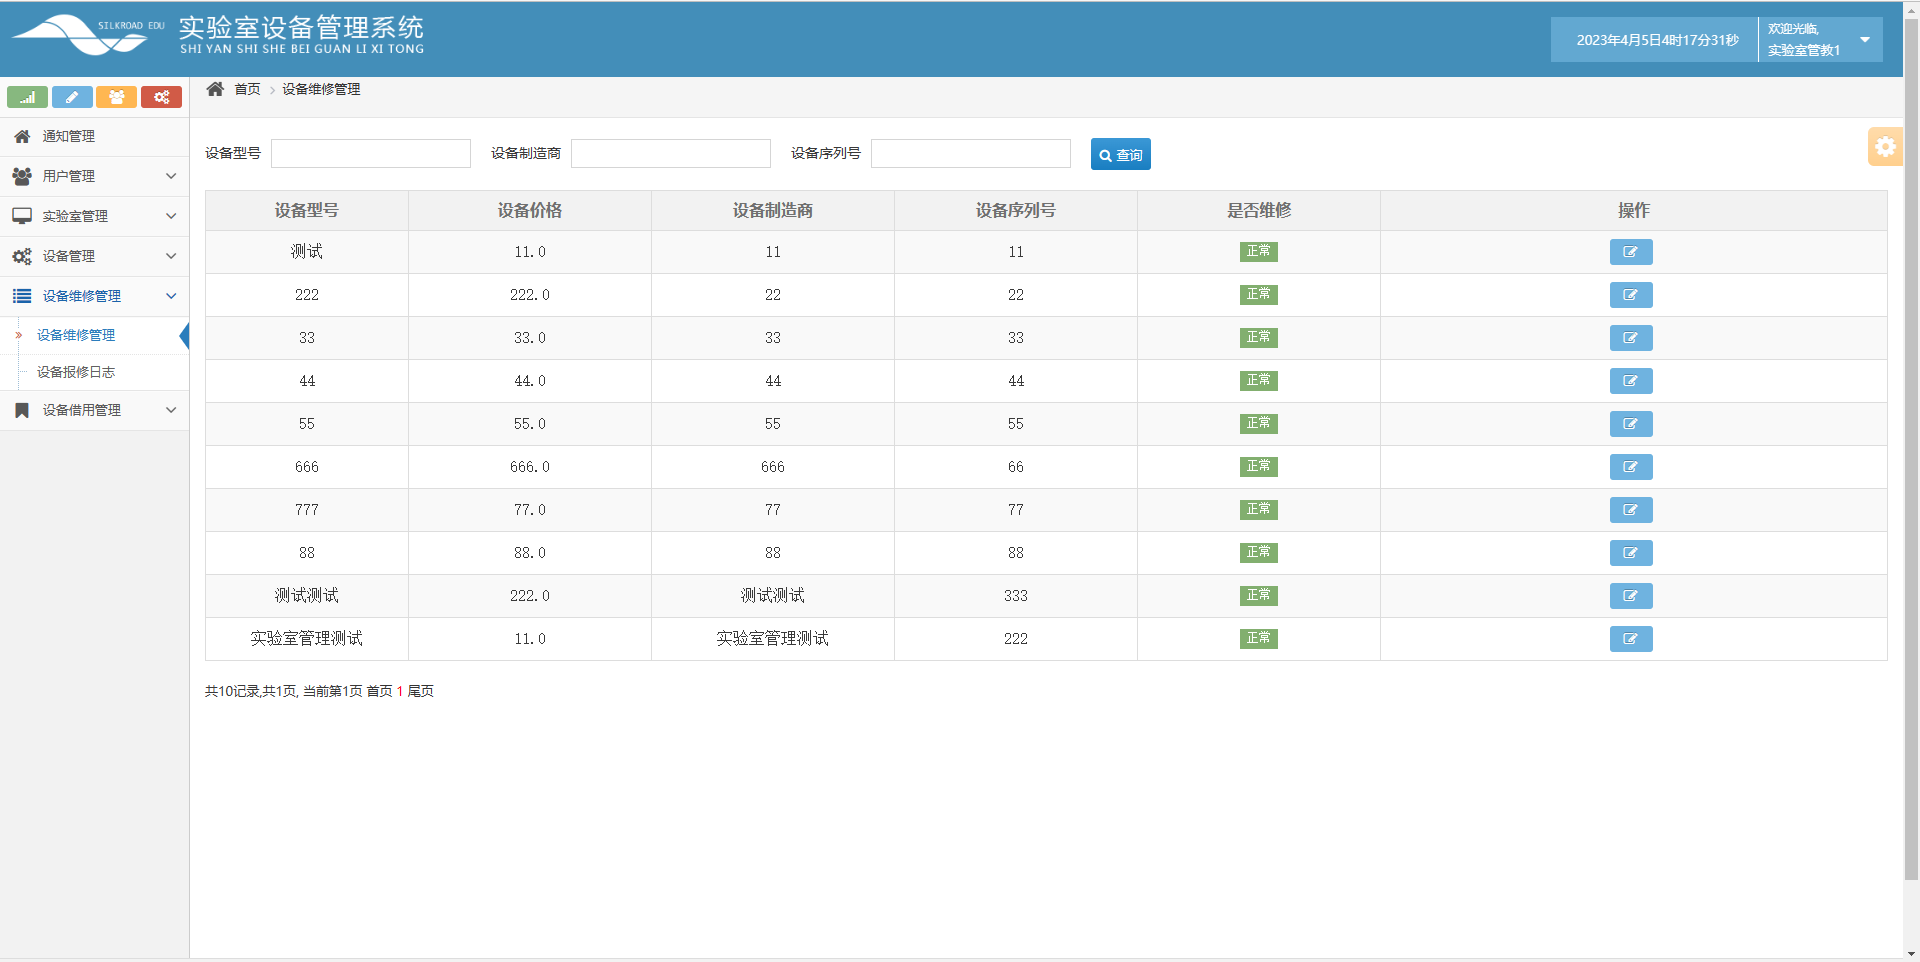 SILKROAD EDU
实验室设备管理系统
SHI YAN SHI SHE BEI GUAN LI XI TONG
2023年4月5日4时17分31秒
欢迎光临,
实验室管教1
首页 设备维修管理
通知管理
用户管理
实验室管理
设备管理
设备维修管理
» 设备维修管理
设备报修日志
设备借用管理
设备型号 设备制造商 设备序列号 查询
设备型号 设备价格 设备制造商 设备序列号 是否维修 操作
测试 11.0 11 11 正常
222 222.0 22 22 正常
33 33.0 33 33 正常
44 44.0 44 44 正常
55 55.0 55 55 正常
666 666.0 666 66 正常
777 77.0 77 77 正常
88 88.0 88 88 正常
测试测试 222.0 测试测试 333 正常
实验室管理测试 11.0 实验室管理测试 222 正常
共10记录,共1页, 当前第1页 首页 1 尾页